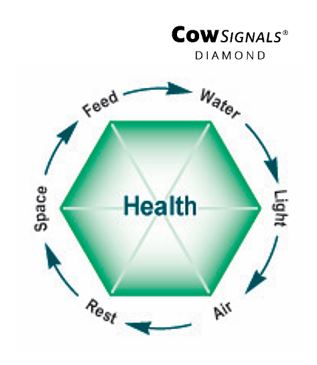 CowSignals®
DIAMOND
Feed
Water
Light
Air
Rest
Space
Health